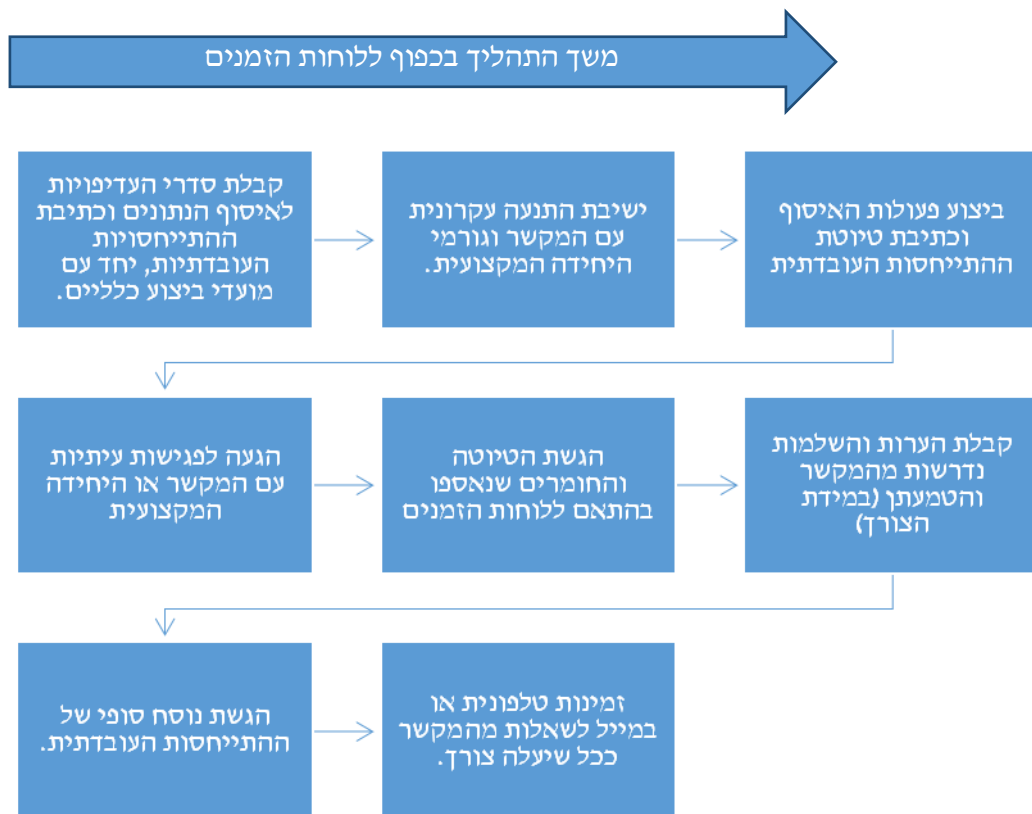 משך התהליך בכפוף ללוחות הזמנים
קבלת סדרי העדיפויות
לאיסוף הנתונים וכתיבת
ההתייחסויות
העובדתיות, יחד עם
מועדי ביצוע כלליים.
ישיבת התנעה עקרונית
עם המקשר וגורמי
היחידה המקצועית.
ביצוע פעולות האיסוף
וכתיבת טיוטת
ההתייחסות העובדתית
הגעה לפגישות עיתיות
עם המקשר או היחידה
המקצועית
הגשת הטיוטה
והחומרים שנאספו
בהתאם ללוחות הזמנים
קבלת הערות והשלמות
נדרשות מהמקשר
והטמעתן (במידת
הצורך)
הגשת נוסח סופי של
ההתייחסות העובדתית.
זמינות טלפונית או
במייל לשאלות מהמקשר
ככל שיעלה צורך.